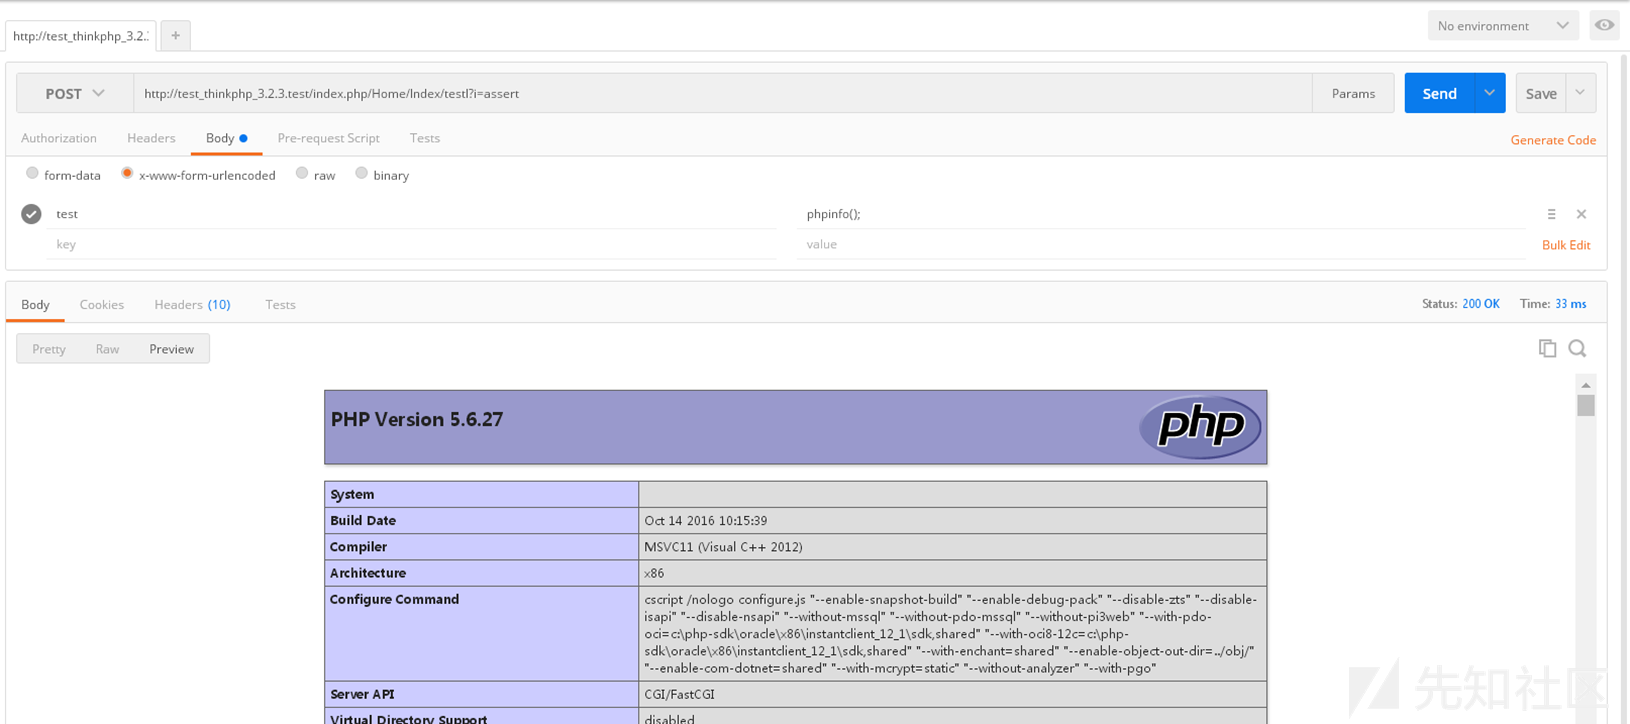 http://test_thinkphp_3.2.:
+
No environment
POST
http://test_thinkphp_3.2.3.test/index.php/Home/Index/testI?i=assert
Params
Send
Save
Authorization
Headers
Body
Pre-request Script
Tests
Generate Code
form-data
x-www-form-urlencoded
raw
binary
test
phpinfo();
key
value
Bulk Edit
Body
Cookies
Headers (10)
Tests
Status: 200 OK
Time: 33 ms
Pretty
Raw
Preview
PHP Version 5.6.27
php
System
Build Date
Oct 14 2016 10:15:39
Compiler
MSVC11 (Visual C++ 2012)
Architecture
x86
Configure Command
cscript /nologo configure.js "--enable-snapshot-build" "--enable-debug-pack" "--disable-zts" "--disable-
isapi" "--disable-nsapi" "--without-mssql" "--without-pdo-mssql" "--without-pi3web" "--with-pdo-
oci=c:\php-sdk\oracle\x86\instantclient_12_1\sdk,shared" "--with-oci8-12c=c:\php-
sdk\oracle\x86\instantclient_12_1\sdk,shared" "--with-enchant=shared" "--enable-object-out-dir=../obj/"
"--enable-com-dotnet=shared" "--with-mcrypt=static" "--without-analyzer" "--with-pgo"
Server API
CGI/FastCGI
Virtual Directory Support
disabled
先知社区